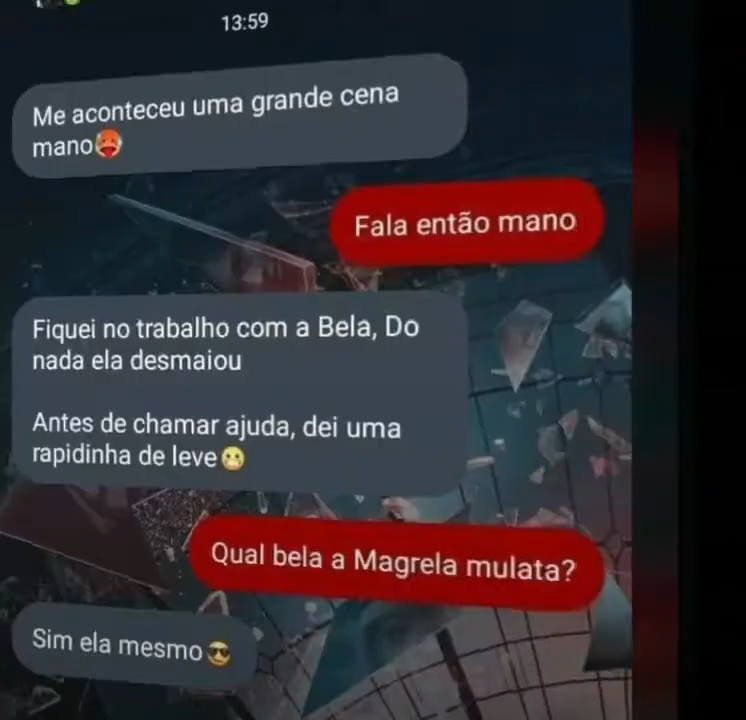 13:59
Me aconteceu uma grande cena
mano🥵
Fala então mano
Fiquei no trabalho com a Bela, Do
nada ela desmaiou
Antes de chamar ajuda, dei uma
rapidinha de leve😬
Qual bela a Magrela mulata?
Sim ela mesmo😎